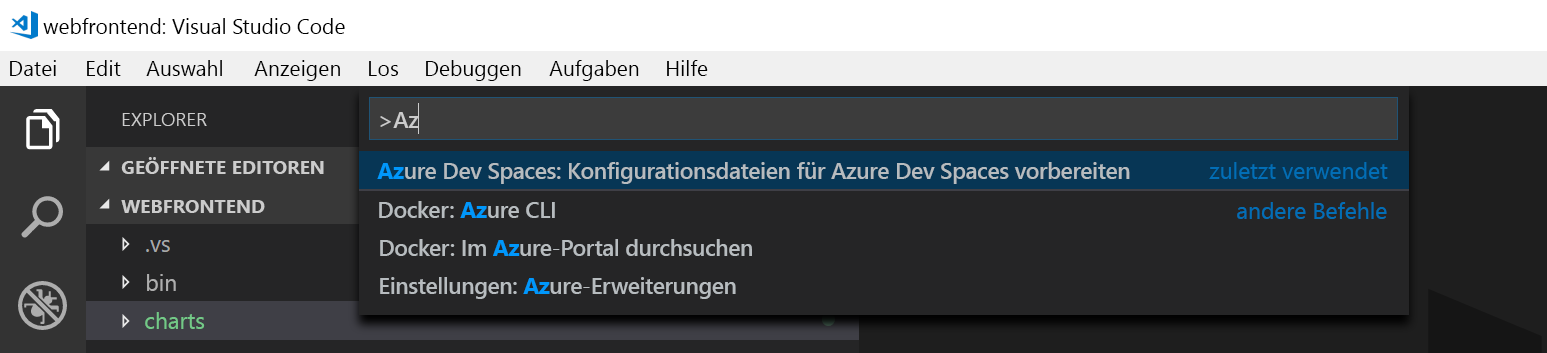 webfrontend: Visual Studio Code
Datei Edit Auswahl Anzeigen Los Debuggen Aufgaben Hilfe
EXPLORER
GEÖFFNETE EDITOREN
WEBFRONTEND
.vs
bin
charts
>Az
Azure Dev Spaces: Konfigurationsdateien für Azure Dev Spaces vorbereiten zuletzt verwendet
Docker: Azure CLI andere Befehle
Docker: Im Azure-Portal durchsuchen
Einstellungen: Azure-Erweiterungen